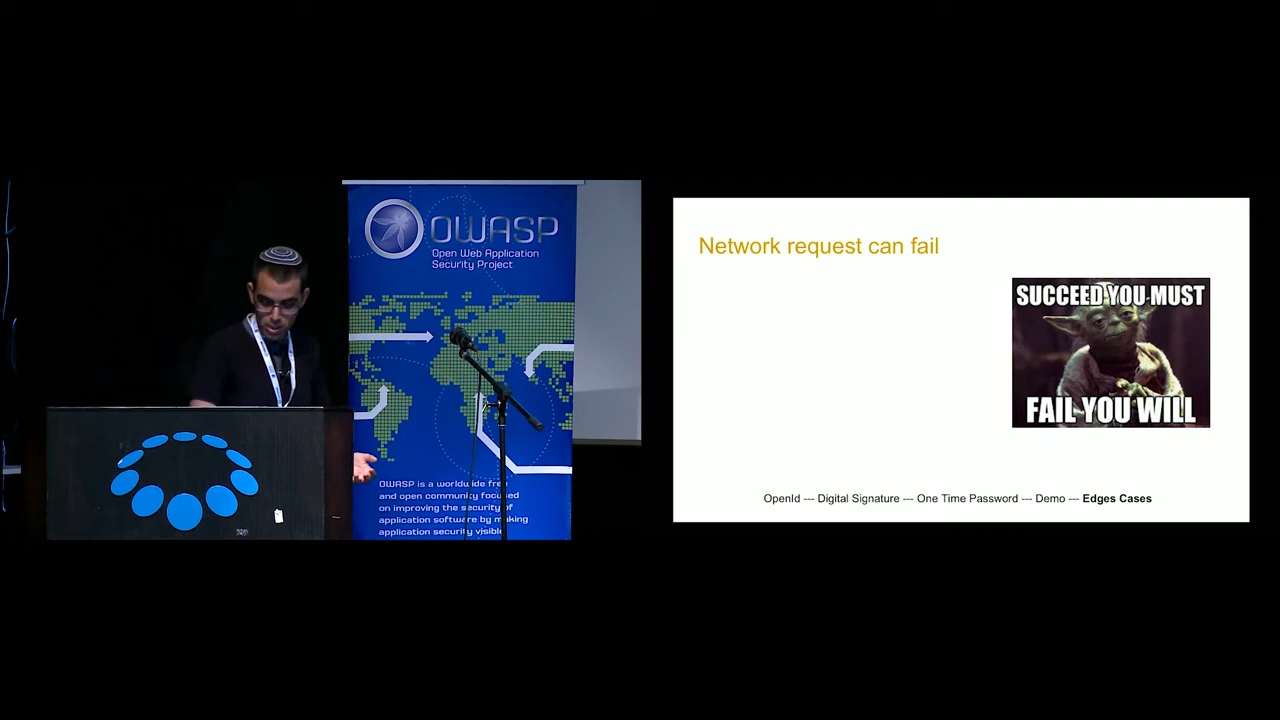 OWASP
Open Web Application
Security Project
OWASP is a worldwide free
and open community focused
on improving the security of
application software by making
application security visible
Network request can fail
SUCCEED YOU MUST
FAIL YOU WILL
OpenId --- Digital Signature --- One Time Password --- Demo --- Edges Cases